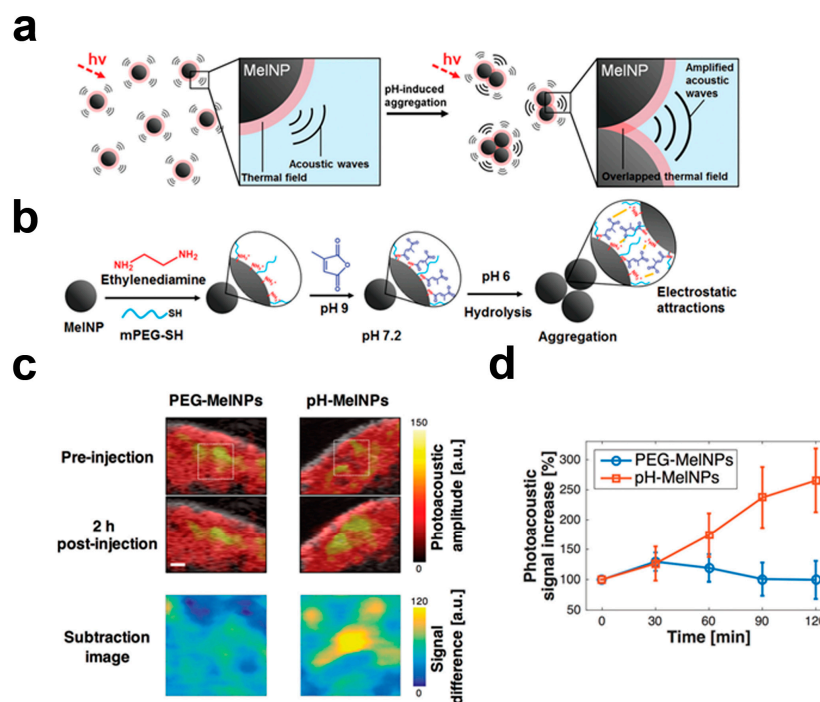 a
hv
MelNP
Thermal field
Acoustic waves
pH-induced
aggregation
hv
MelNP
Amplified
acoustic
waves
Overlapped thermal field
b
NH₂
NH₂
Ethylenediamine
MelNP
SH
mPEG-SH
O
O
O
pH 9
pH 7.2
pH 6
Hydrolysis
Aggregation
Electrostatic
attractions
c
PEG-MelNPs
pH-MelNPs
Pre-injection
2 h
post-injection
150
Photoacoustic
amplitude [a.u.]
0
Subtraction
image
120
Signal
difference [a.u.]
0
d
PEG-MelNPs
pH-MelNPs
Photoacoustic
signal increase [%]
300
250
200
150
100
50
0
30
60
90
120
Time [min]